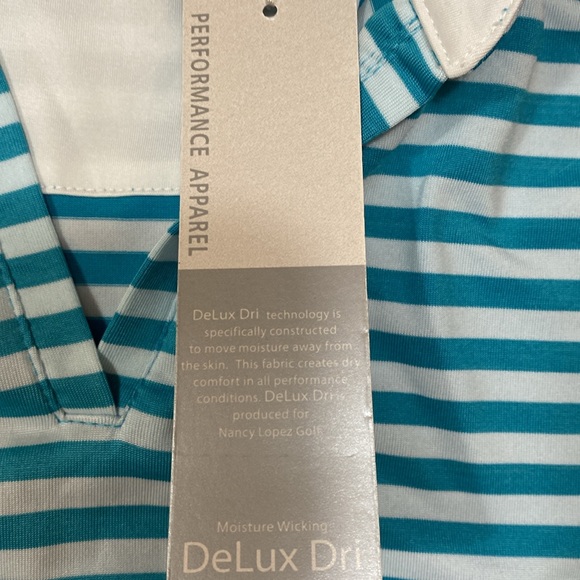 PERFORMANCE APPAREL
DeLux Dri technology is
specifically constructed
to move moisture away from
the skin. This fabric creates dry
comfort in all performance
conditions. DeLux Dri is
produced for
Nancy Lopez Golf.
Moisture Wicking
DeLux Dri